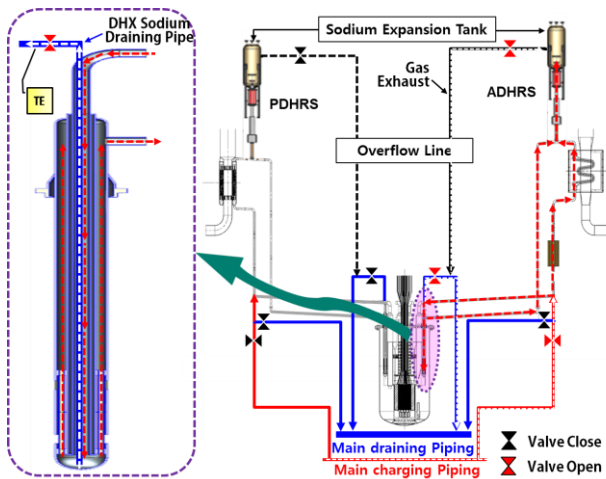 DHX Sodium
Draining Pipe
TE
Sodium Expansion Tank
PDHRS
Gas
Exhaust
ADHRS
Overflow Line
Main draining Piping
Main charging Piping
Valve Close
Valve Open